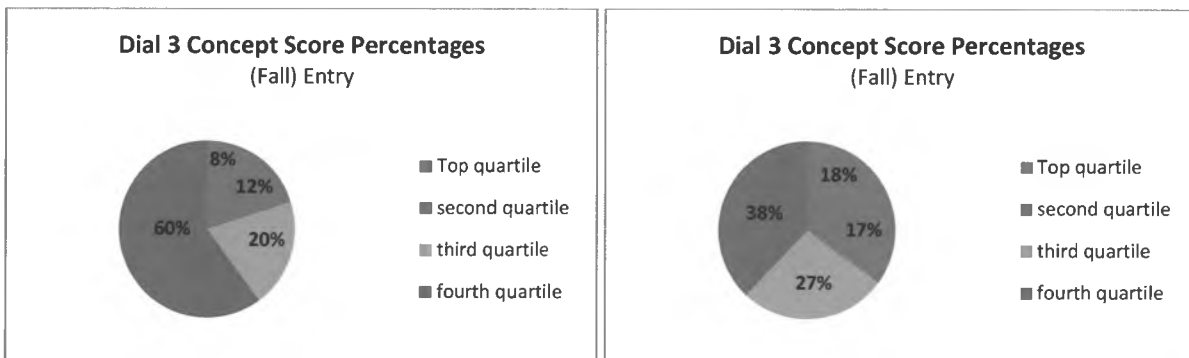 Dial 3 Concept Score Percentages
(Fall) Entry
8%
12%
60%
20%
Top quartile
second quartile
third quartile
fourth quartile
Dial 3 Concept Score Percentages
(Fall) Entry
18%
38%
17%
27%
Top quartile
second quartile
third quartile
fourth quartile